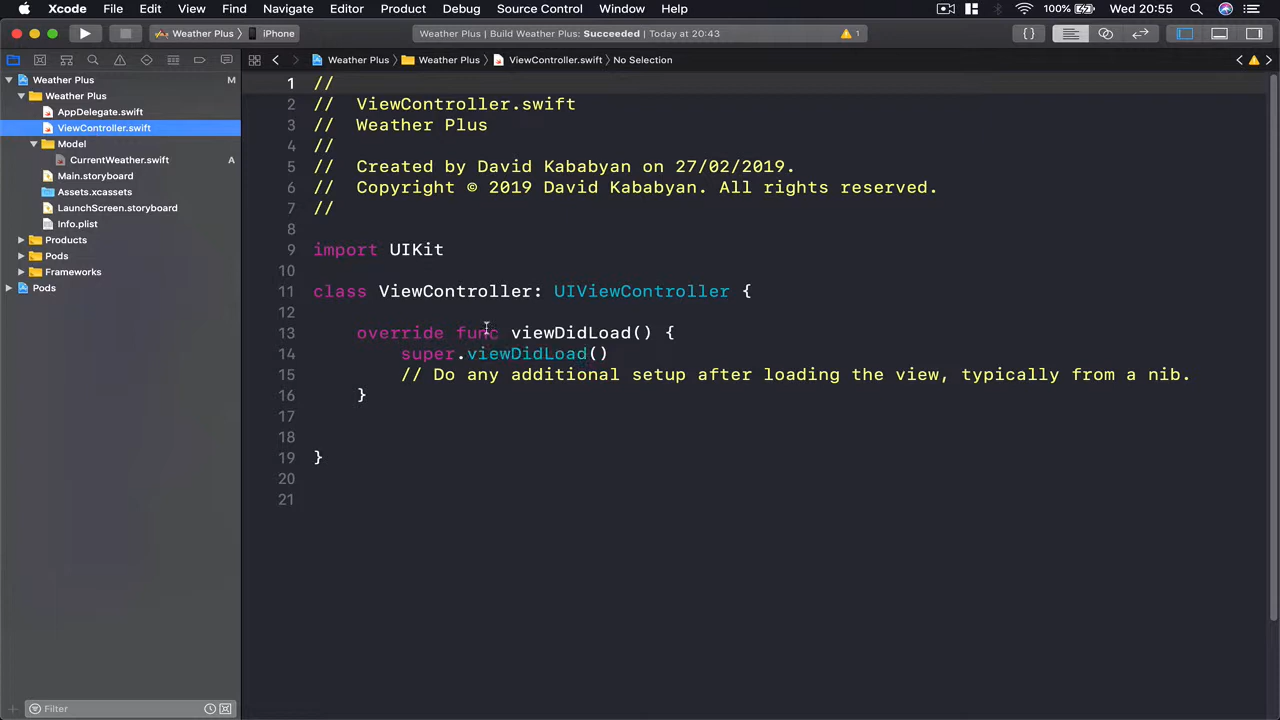 Xcode File Edit View Find Navigate Editor Product Debug Source Control Window Help 100% Wed 20:55
Weather Plus iPhone Weather Plus | Build Weather Plus: Succeeded | Today at 20:43 1
Weather Plus Weather Plus ViewController.swift No Selection
Weather Plus M
Weather Plus
AppDelegate.swift
ViewController.swift
Model
CurrentWeather.swift A
Main.storyboard
Assets.xcassets
LaunchScreen.storyboard
Info.plist
Products
Pods
Frameworks
Pods
Filter
1 //
2 // ViewController.swift
3 // Weather Plus
4 //
5 // Created by David Kababyan on 27/02/2019.
6 // Copyright © 2019 David Kababyan. All rights reserved.
7 //
8
9 import UIKit
10
11 class ViewController: UIViewController {
12
13 override func viewDidLoad() {
14 super.viewDidLoad()
15 // Do any additional setup after loading the view, typically from a nib.
16 }
17
18
19 }
20
21